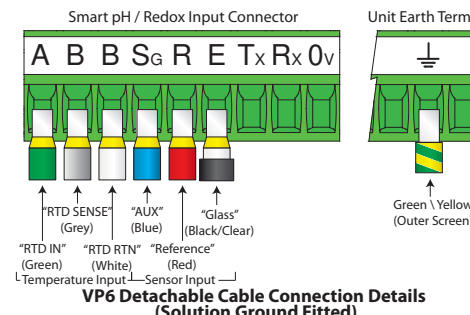 Smart pH / Redox Input Connector
Unit Earth Term
A B B SG R E Tx Rx 0v
"RTD SENSE" "AUX" "Glass"
(Grey) (Blue) (Black/Clear)
Green \ Yellow
(Outer Screen
"RTD IN" "RTD RTN" "Reference"
(Green) (White) (Red)
Temperature Input Sensor Input
VP6 Detachable Cable Connection Details
(Solution Ground Fitted)